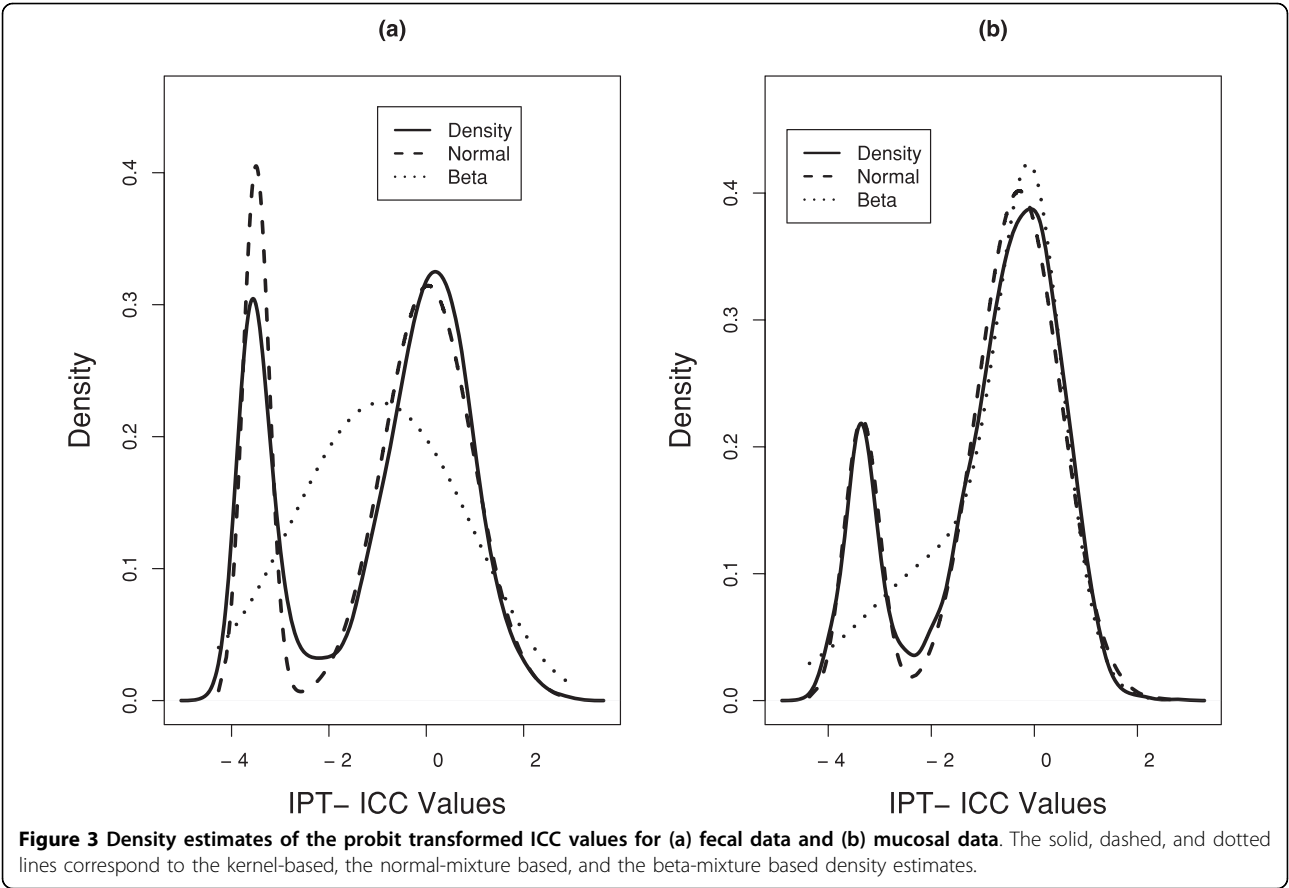 (a)
Density
0.0
0.1
0.2
0.3
0.4
Density
Normal
Beta
− 4
− 2
0
2
IPT− ICC Values
(b)
Density
0.0
0.1
0.2
0.3
0.4
Density
Normal
Beta
− 4
− 2
0
2
IPT− ICC Values
Figure 3 Density estimates of the probit transformed ICC values for (a) fecal data and (b) mucosal data. The solid, dashed, and dotted
lines correspond to the kernel-based, the normal-mixture based, and the beta-mixture based density estimates.